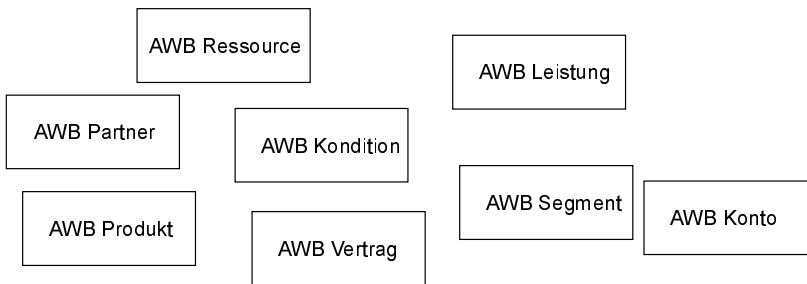 AWB Ressource
AWB Leistung
AWB Partner
AWB Kondition
AWB Segment
AWB Konto
AWB Produkt
AWB Vertrag